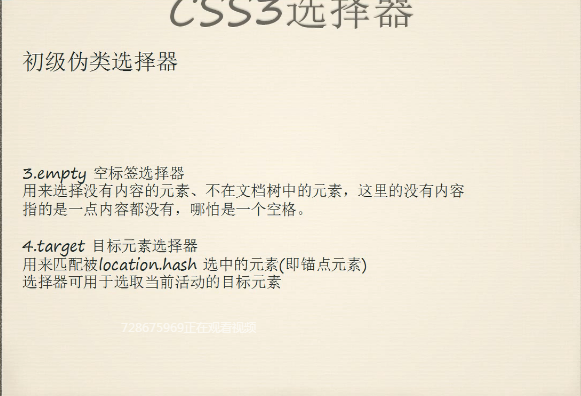 CSS3选择器
初级伪类选择器
3.empty 空标签选择器
用来选择没有内容的元素、不在文档树中的元素，这里的没有内容
指的是一点内容都没有，哪怕是一个空格。
4.target 目标元素选择器
用来匹配被location.hash 选中的元素(即锚点元素)
选择器可用于选取当前活动的目标元素
728675969正在观看视频